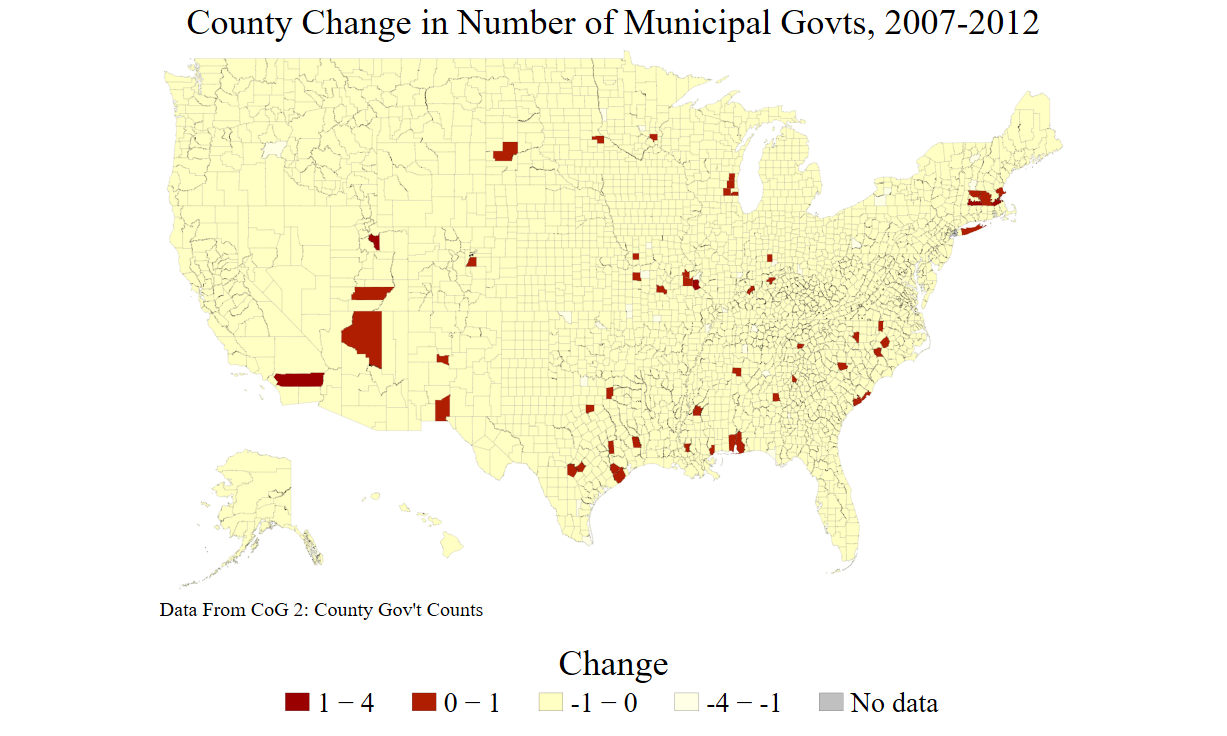 County Change in Number of Municipal Govts, 2007-2012
Data From CoG 2: County Gov't Counts
Change
1 − 4 0 − 1 -1 − 0 -4 − -1 No data